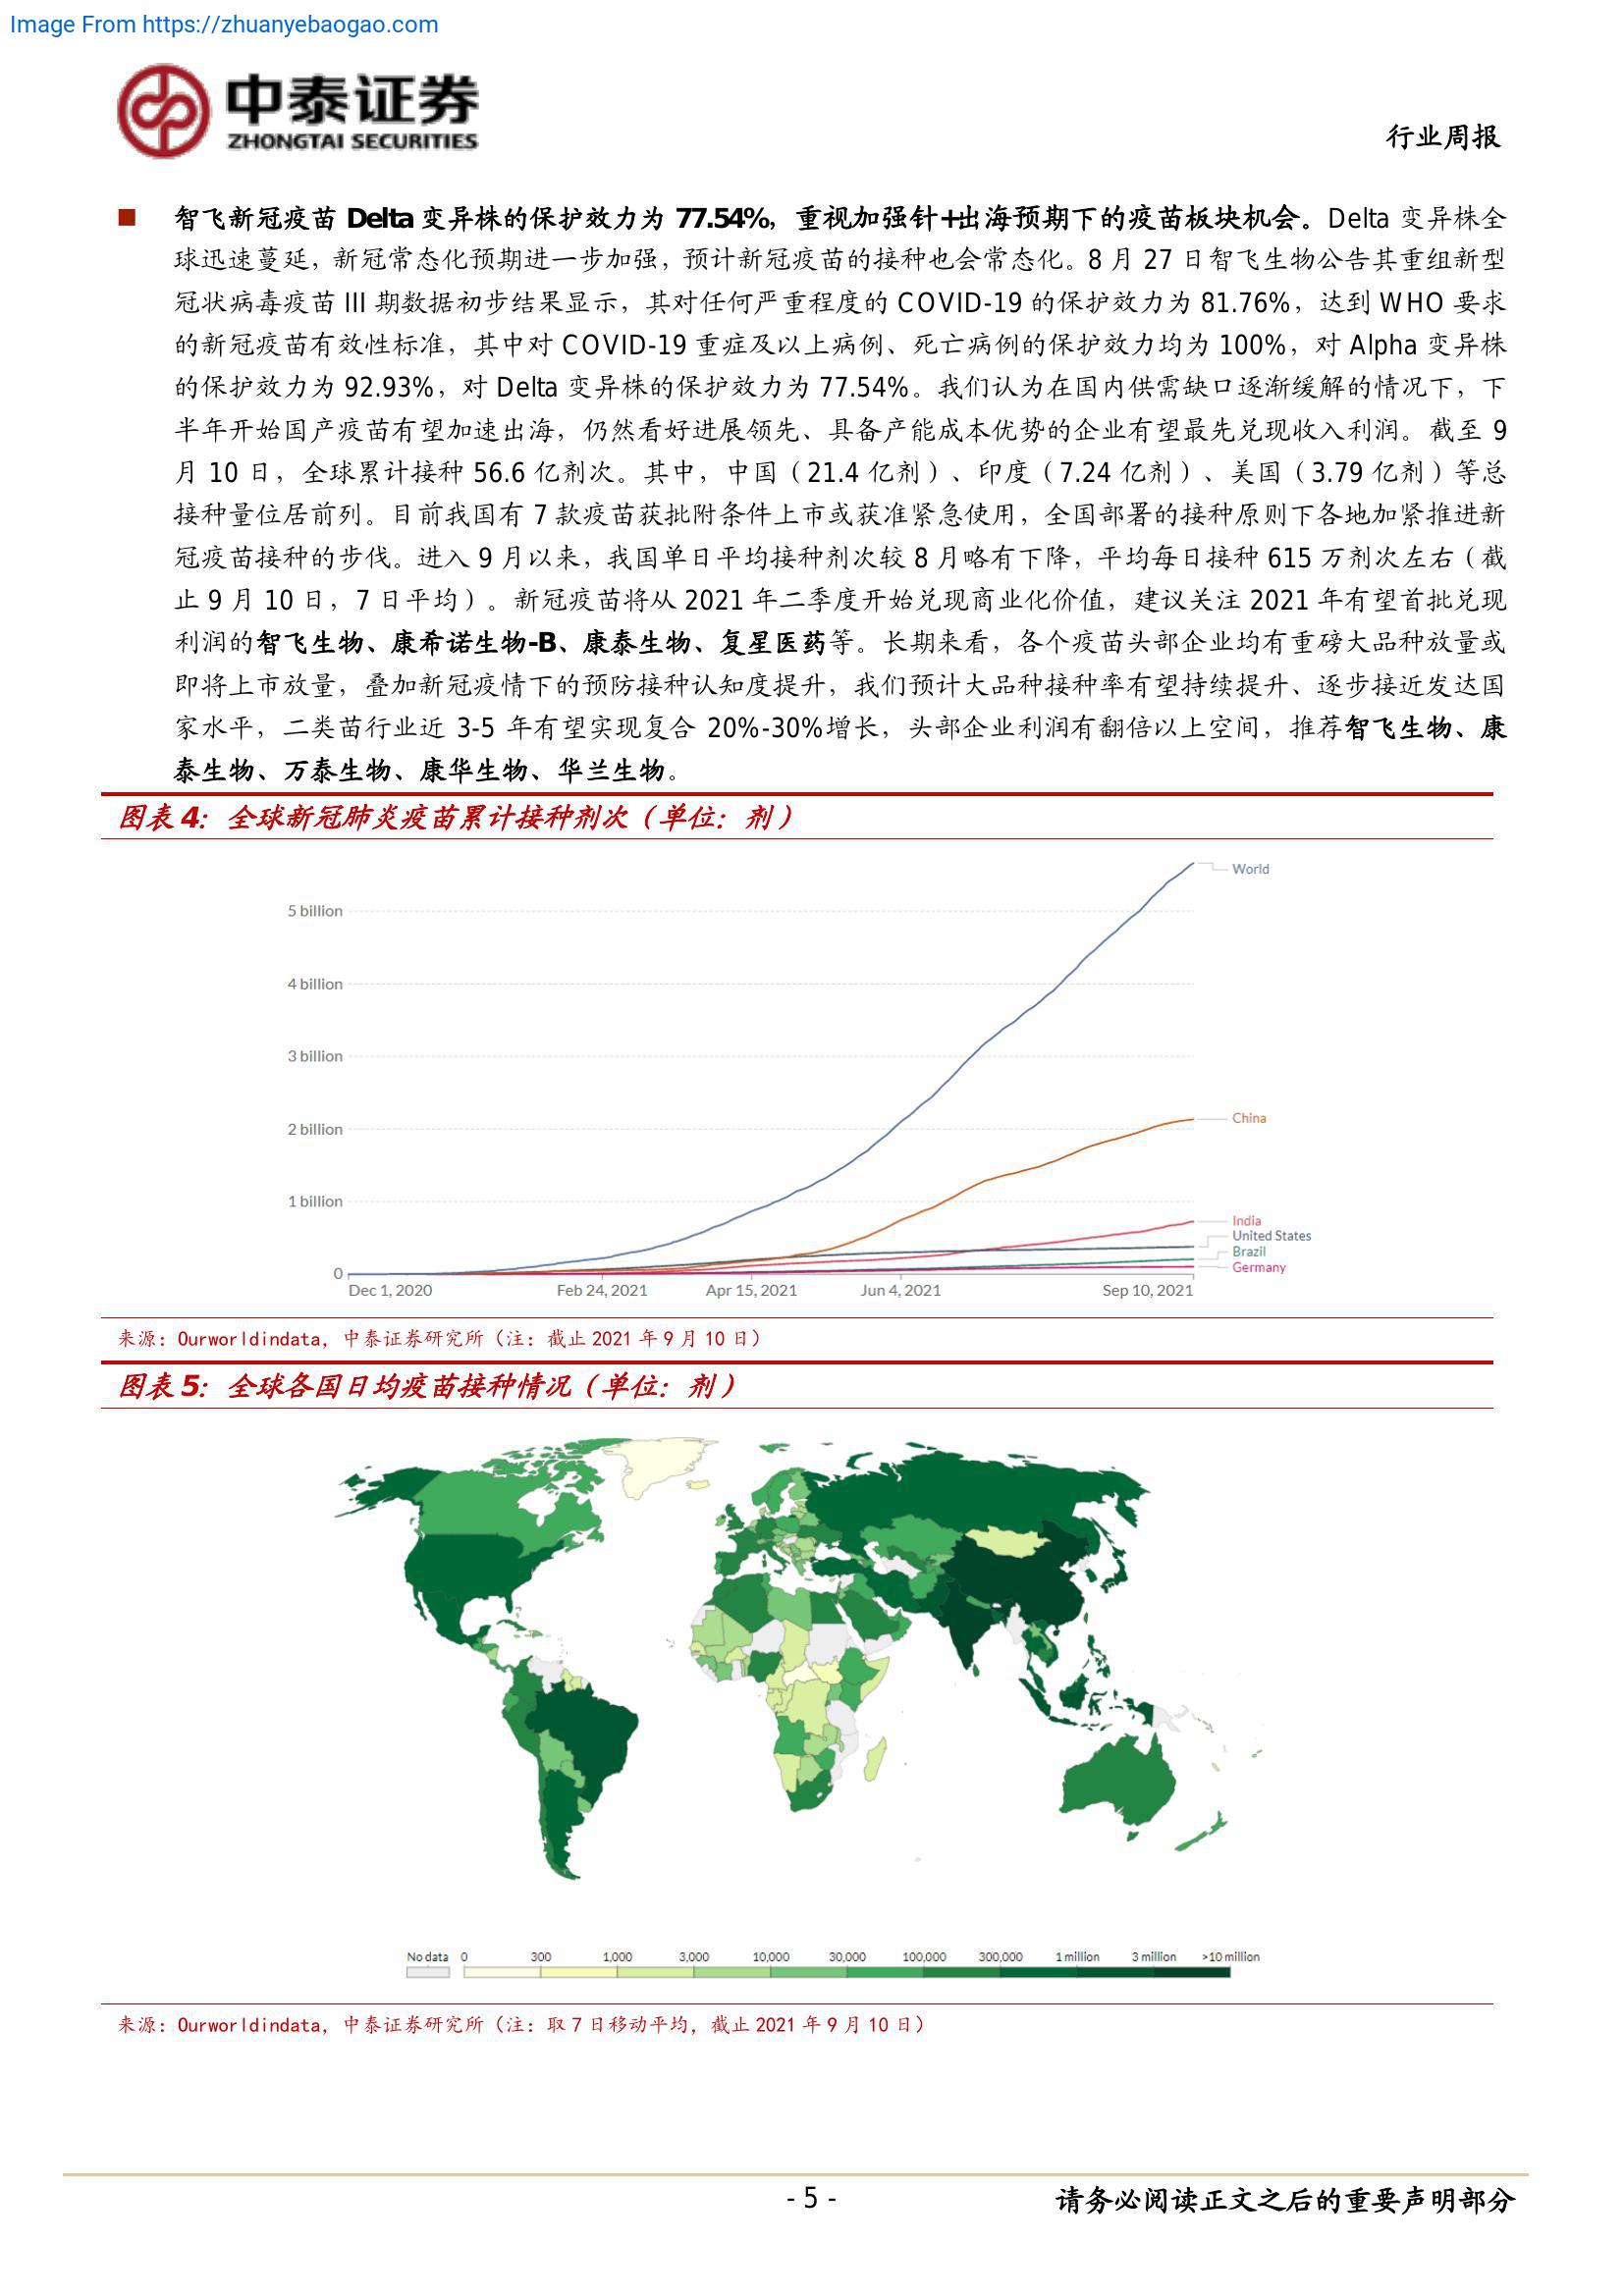 Image From https://zhuanyebaogao.com
中泰证券
ZHONGTAI SECURITIES
行业周报
■ 智飞新冠疫苗 Delta 变异株的保护效力为 77.54%，重视加强针+出海预期下的疫苗板块机会。Delta 变异株全
球迅速蔓延，新冠常态化预期进一步加强，预计新冠疫苗的接种也会常态化。8 月 27 日智飞生物公告其重组新型
冠状病毒疫苗 III 期数据初步结果显示，其对任何严重程度的 COVID-19 的保护效力为 81.76%，达到 WHO 要求
的新冠疫苗有效性标准，其中对 COVID-19 重症及以上病例、死亡病例的保护效力均为 100%，对 Alpha 变异株
的保护效力为 92.93%，对 Delta 变异株的保护效力为 77.54%。我们认为在国内供需缺口逐渐缓解的情况下，下
半年开始国产疫苗有望加速出海，仍然看好进展领先、具备产能成本优势的企业有望最先兑现收入利润。截至 9
月 10 日，全球累计接种 56.6 亿剂次。其中，中国（21.4 亿剂）、印度（7.24 亿剂）、美国（3.79 亿剂）等总
接种量位居前列。目前我国有 7 款疫苗获批附条件上市或获准紧急使用，全国部署的接种原则下各地加紧推进新
冠疫苗接种的步伐。进入 9 月以来，我国单日平均接种剂次较 8 月略有下降，平均每日接种 615 万剂次左右（截
止 9 月 10 日，7 日平均）。新冠疫苗将从 2021 年二季度开始兑现商业化价值，建议关注 2021 年有望首批兑现
利润的智飞生物、康希诺生物-B、康泰生物、复星医药等。长期来看，各个疫苗头部企业均有重磅大品种放量或
即将上市放量，叠加新冠疫情下的预防接种认知度提升，我们预计大品种接种率有望持续提升、逐步接近发达国
家水平，二类苗行业近 3-5 年有望实现复合 20%-30%增长，头部企业利润有翻倍以上空间，推荐智飞生物、康
泰生物、万泰生物、康华生物、华兰生物。
图表 4：全球新冠肺炎疫苗累计接种剂次（单位：剂）
World
5 billion
4 billion
3 billion
2 billion
China
1 billion
India
United States
Brazil
Germany
0
Dec 1, 2020 Feb 24, 2021 Apr 15, 2021 Jun 4, 2021 Sep 10, 2021
来源：Ourworldindata，中泰证券研究所（注：截止 2021 年 9 月 10 日）
图表 5：全球各国日均疫苗接种情况（单位：剂）
No data 0 300 1,000 3,000 10,000 30,000 100,000 300,000 1 million 3 million >10 million
来源：Ourworldindata，中泰证券研究所（注：取 7 日移动平均，截止 2021 年 9 月 10 日）
- 5 -
请务必阅读正文之后的重要声明部分